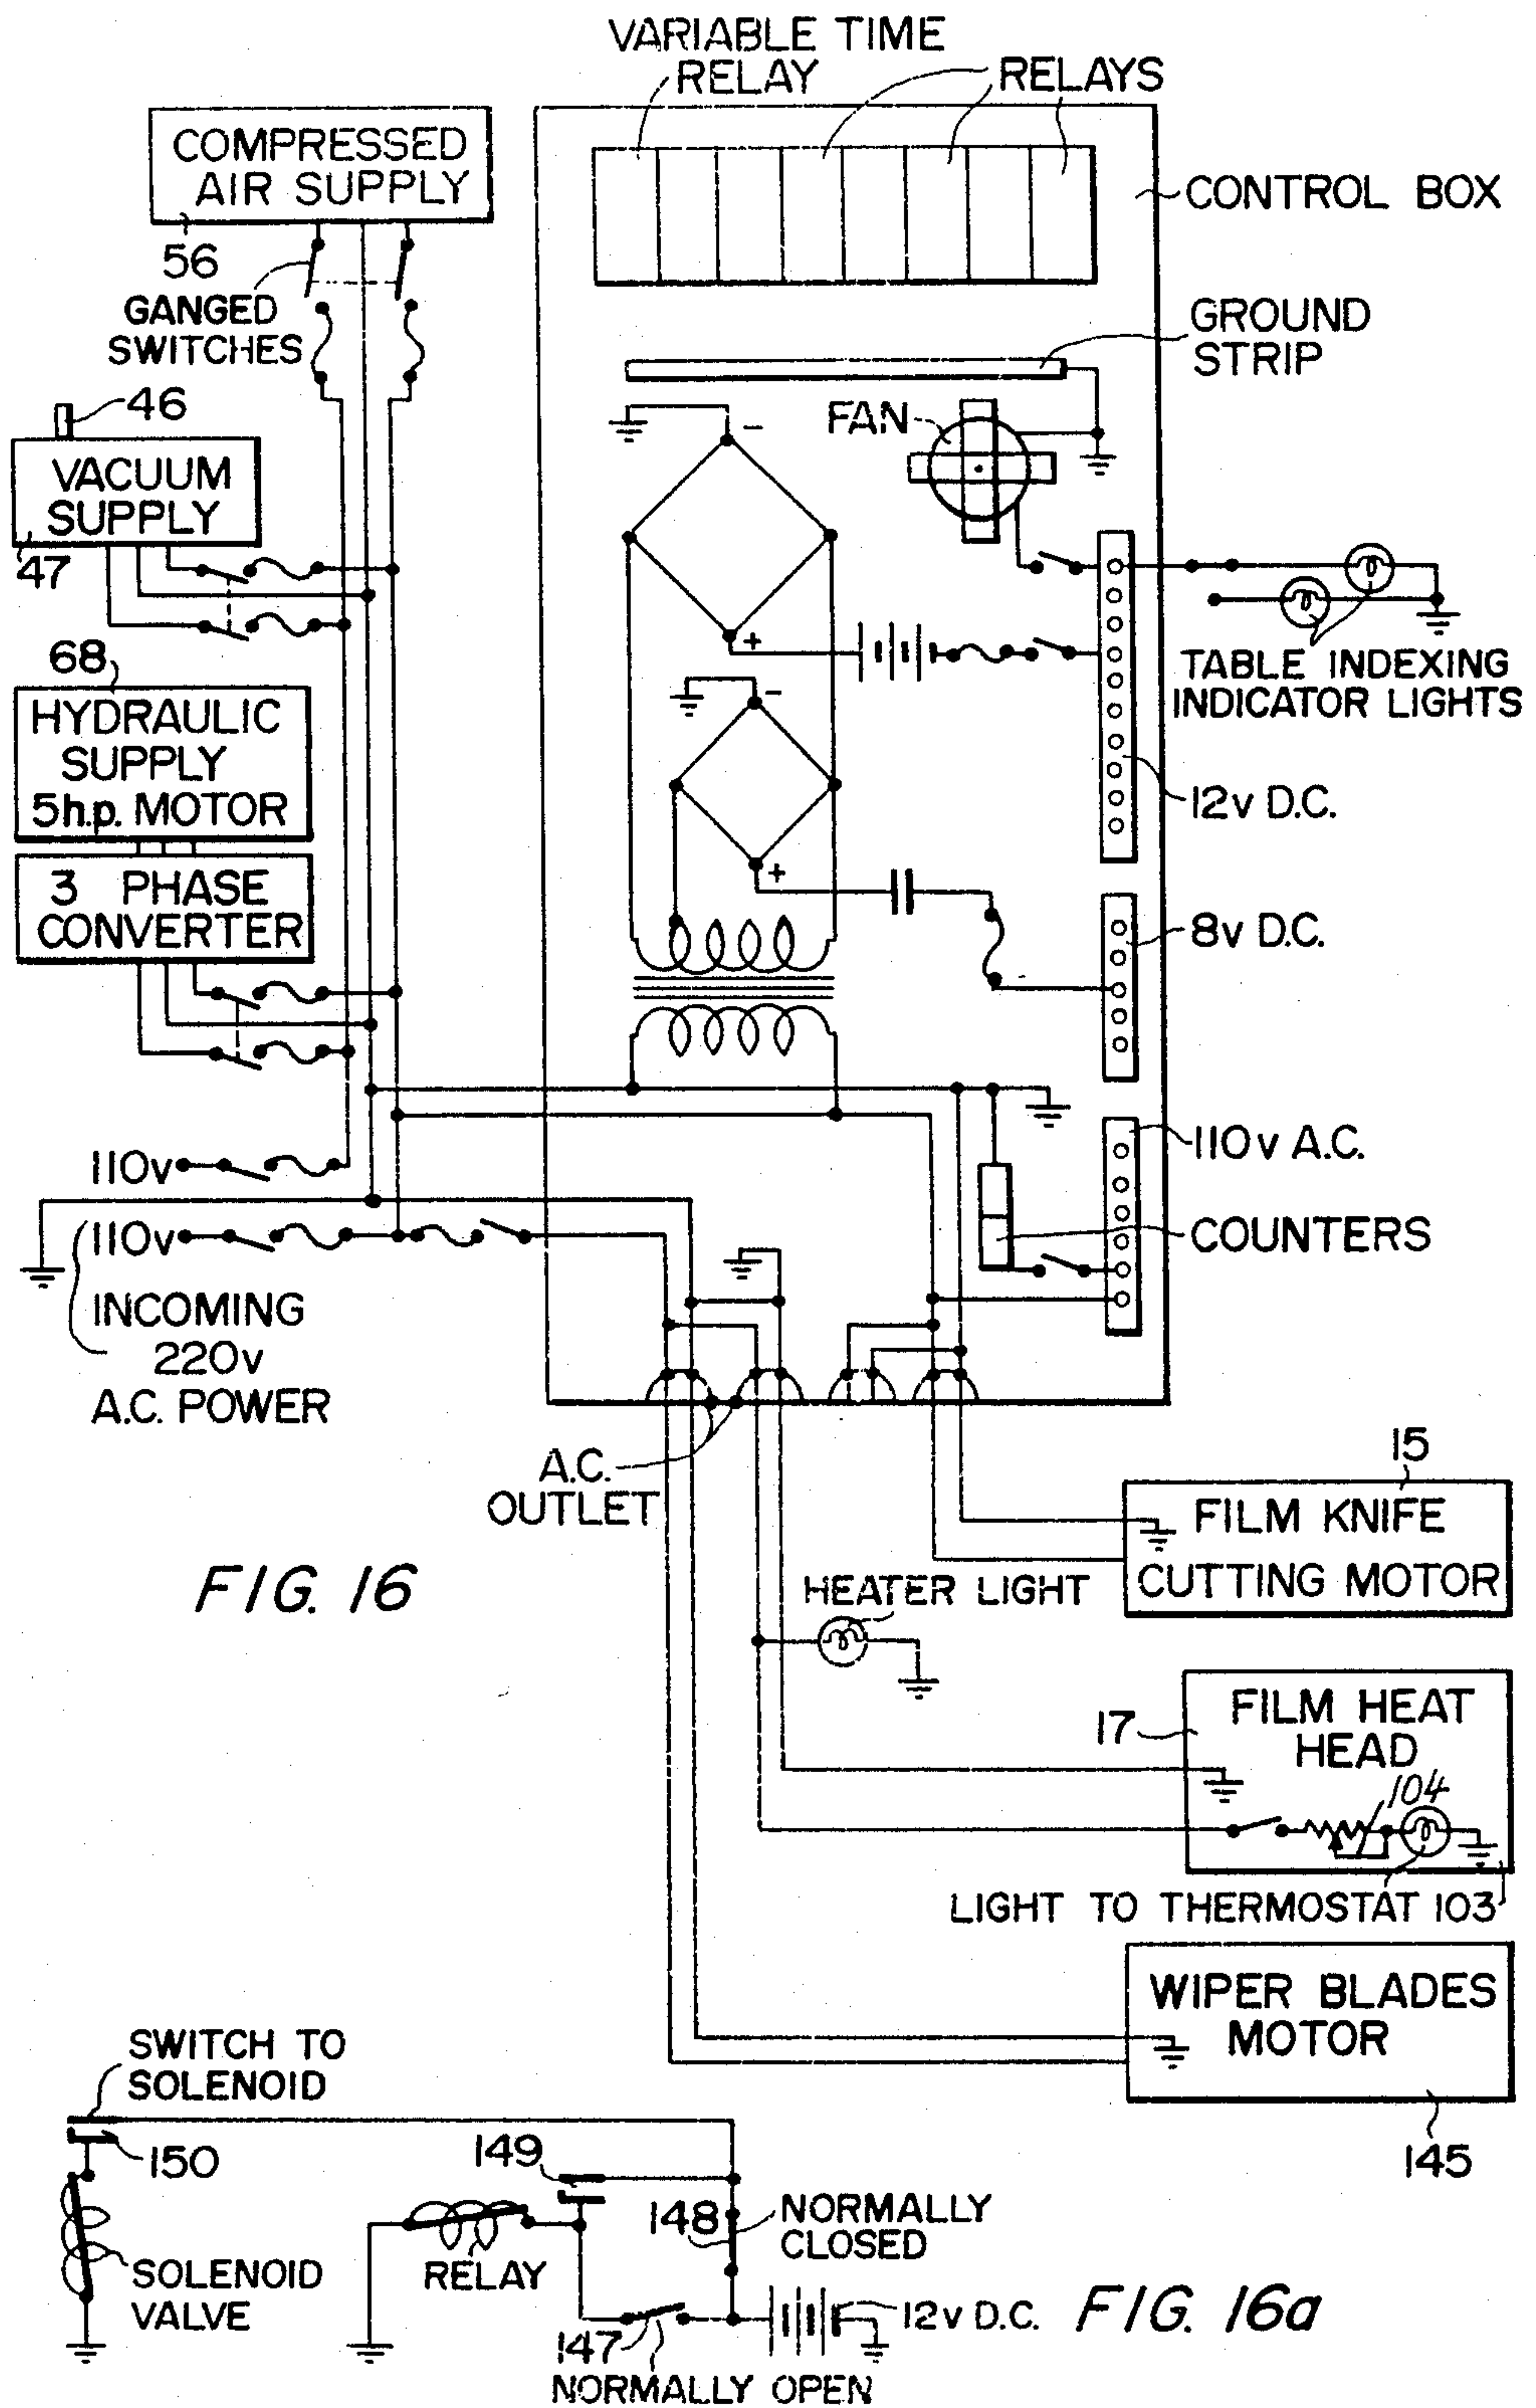 VARIABLE TIME
RELAY
RELAYS
COMPRESSED
AIR SUPPLY
56
GANGED
SWITCHES
CONTROL BOX
GROUND
STRIP
46
FAN
VACUUM
SUPPLY
47
-
+
TABLE INDEXING
INDICATOR LIGHTS
68
HYDRAULIC
SUPPLY
5h.p. MOTOR
-
12v D.C.
3 PHASE
CONVERTER
+
8v D.C.
110v
110v A.C.
110v
COUNTERS
INCOMING
220v
A.C. POWER
A.C.
OUTLET
15
FILM KNIFE
CUTTING MOTOR
FIG. 16
HEATER LIGHT
17
FILM HEAT
HEAD
104
LIGHT TO THERMOSTAT 103
WIPER BLADES
MOTOR
145
SWITCH TO
SOLENOID
150
149
148
NORMALLY
CLOSED
SOLENOID
VALVE
RELAY
147
NORMALLY OPEN
12v D.C.
FIG. 16a